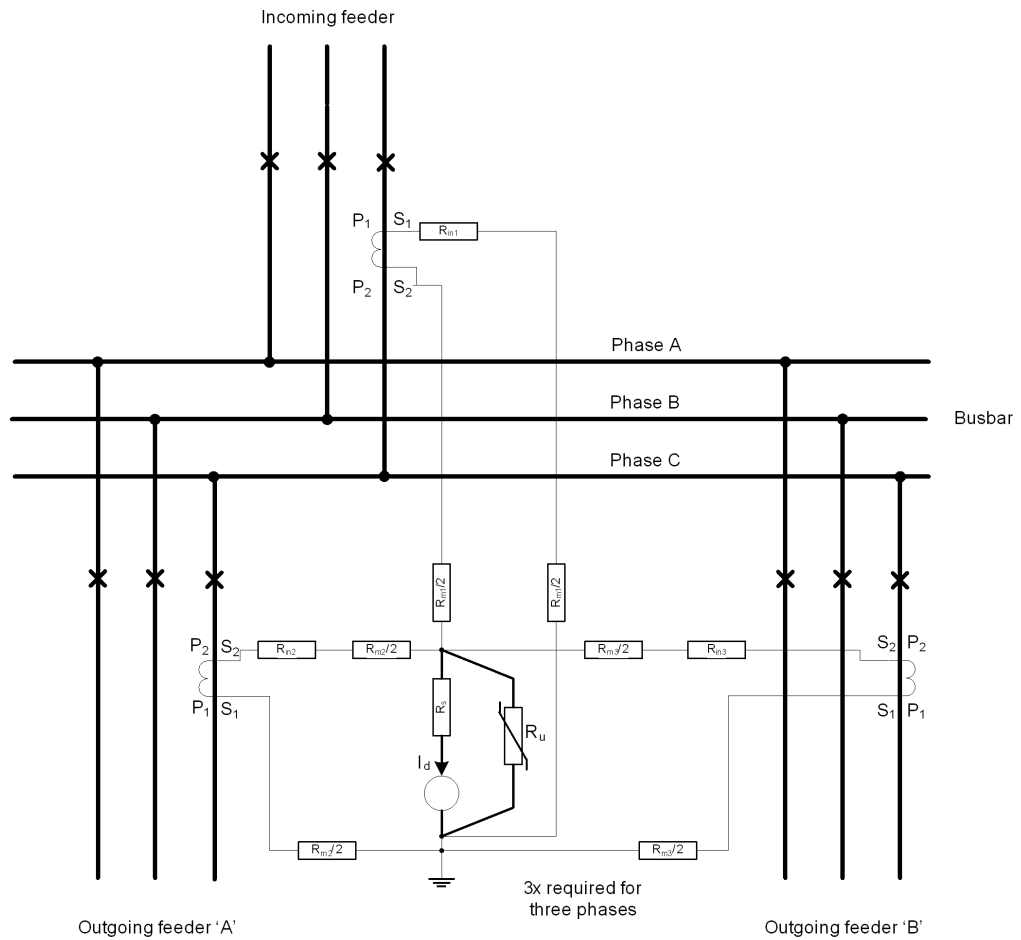 Incoming feeder
P1 S1 Rin1
P2 S2
Phase A
Phase B
Busbar
Phase C
Rm1/2 Rm1/2
P2 S2 Rin2 Rm2/2 Rm3/2 Rin3 S2 P2
P1 S1 Rs Ru S1 P1
Id
Rm2/2 Rm3/2
3x required for
three phases
Outgoing feeder ‘A’ Outgoing feeder ‘B’